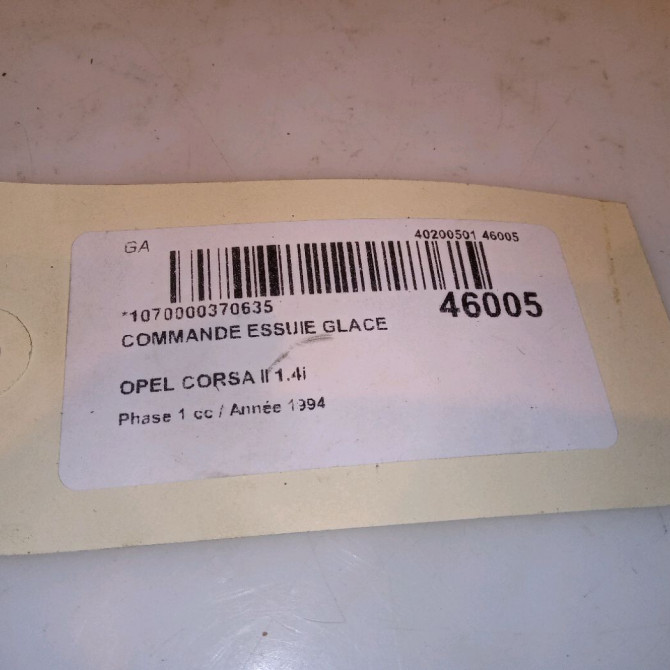 GA
40200501 46005
*1070000370635
46005
COMMANDE ESSUIE GLACE
OPEL CORSA II 1.4i
Phase 1 cc / Année 1994